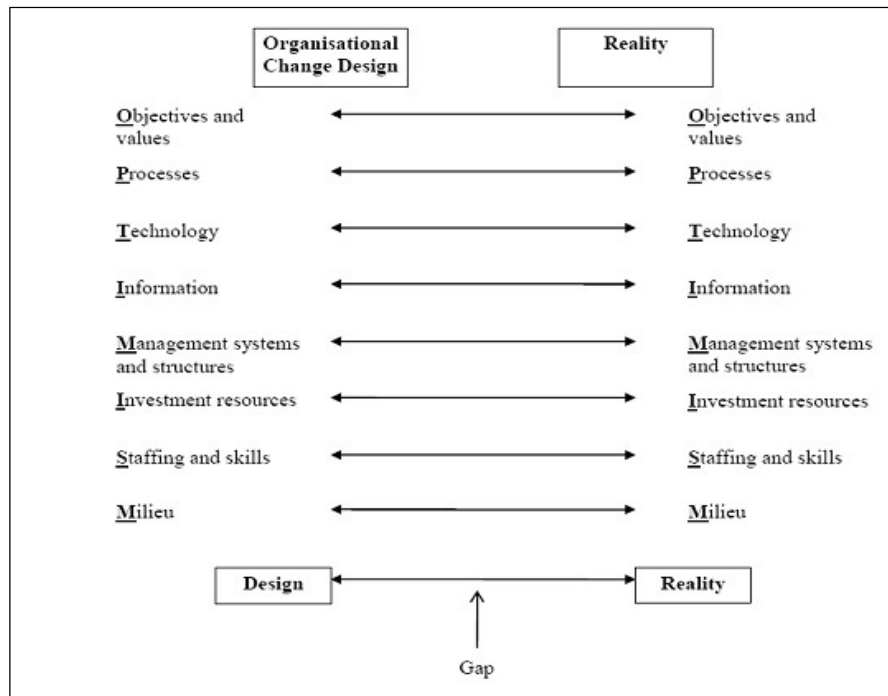 Organisational
Change Design
Reality
Objectives and
values
Objectives and
values
Processes
Processes
Technology
Technology
Information
Information
Management systems
and structures
Management systems
and structures
Investment resources
Investment resources
Staffing and skills
Staffing and skills
Milieu
Milieu
Design
Reality
Gap